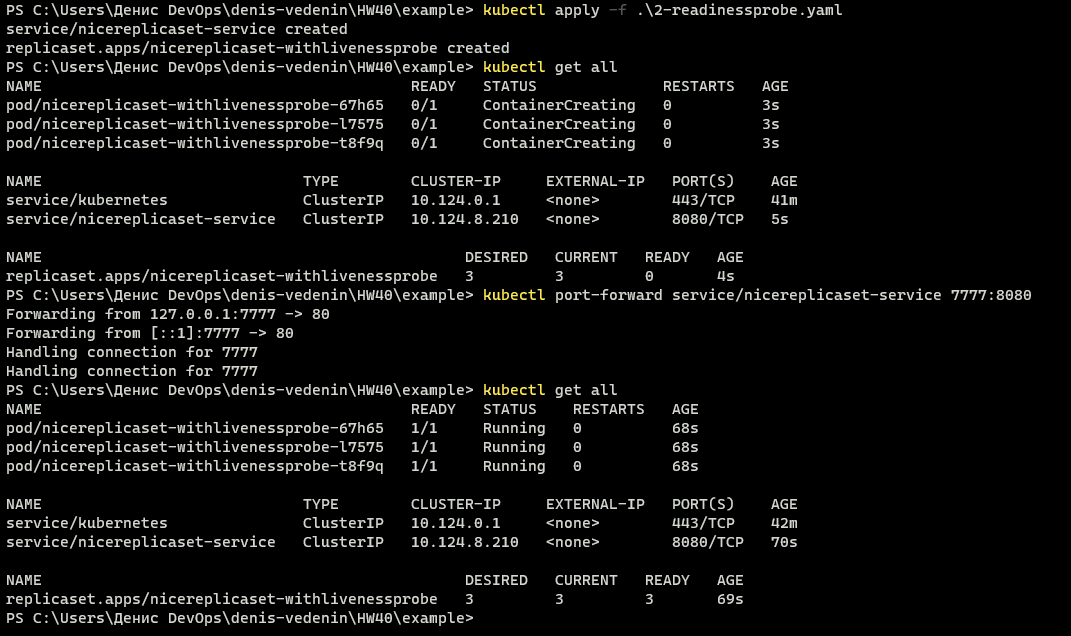 PS C:\Users\Денис DevOps\denis-vedenin\HW40\example> kubectl apply -f .\2-readinessprobe.yaml
service/nicereplicaset-service created
replicaset.apps/nicereplicaset-withlivenessprobe created
PS C:\Users\Денис DevOps\denis-vedenin\HW40\example> kubectl get all
NAME                                         READY   STATUS              RESTARTS   AGE
pod/nicereplicaset-withlivenessprobe-67h65   0/1     ContainerCreating   0          3s
pod/nicereplicaset-withlivenessprobe-l7575   0/1     ContainerCreating   0          3s
pod/nicereplicaset-withlivenessprobe-t8f9q   0/1     ContainerCreating   0          3s

NAME                             TYPE        CLUSTER-IP     EXTERNAL-IP   PORT(S)    AGE
service/kubernetes               ClusterIP   10.124.0.1     <none>        443/TCP    41m
service/nicereplicaset-service   ClusterIP   10.124.8.210   <none>        8080/TCP   5s

NAME                                               DESIRED   CURRENT   READY   AGE
replicaset.apps/nicereplicaset-withlivenessprobe   3         3         0       4s
PS C:\Users\Денис DevOps\denis-vedenin\HW40\example> kubectl port-forward service/nicereplicaset-service 7777:8080
Forwarding from 127.0.0.1:7777 -> 80
Forwarding from [::1]:7777 -> 80
Handling connection for 7777
Handling connection for 7777
PS C:\Users\Денис DevOps\denis-vedenin\HW40\example> kubectl get all
NAME                                         READY   STATUS    RESTARTS   AGE
pod/nicereplicaset-withlivenessprobe-67h65   1/1     Running   0          68s
pod/nicereplicaset-withlivenessprobe-l7575   1/1     Running   0          68s
pod/nicereplicaset-withlivenessprobe-t8f9q   1/1     Running   0          68s

NAME                             TYPE        CLUSTER-IP     EXTERNAL-IP   PORT(S)    AGE
service/kubernetes               ClusterIP   10.124.0.1     <none>        443/TCP    42m
service/nicereplicaset-service   ClusterIP   10.124.8.210   <none>        8080/TCP   70s

NAME                                               DESIRED   CURRENT   READY   AGE
replicaset.apps/nicereplicaset-withlivenessprobe   3         3         3       69s
PS C:\Users\Денис DevOps\denis-vedenin\HW40\example>